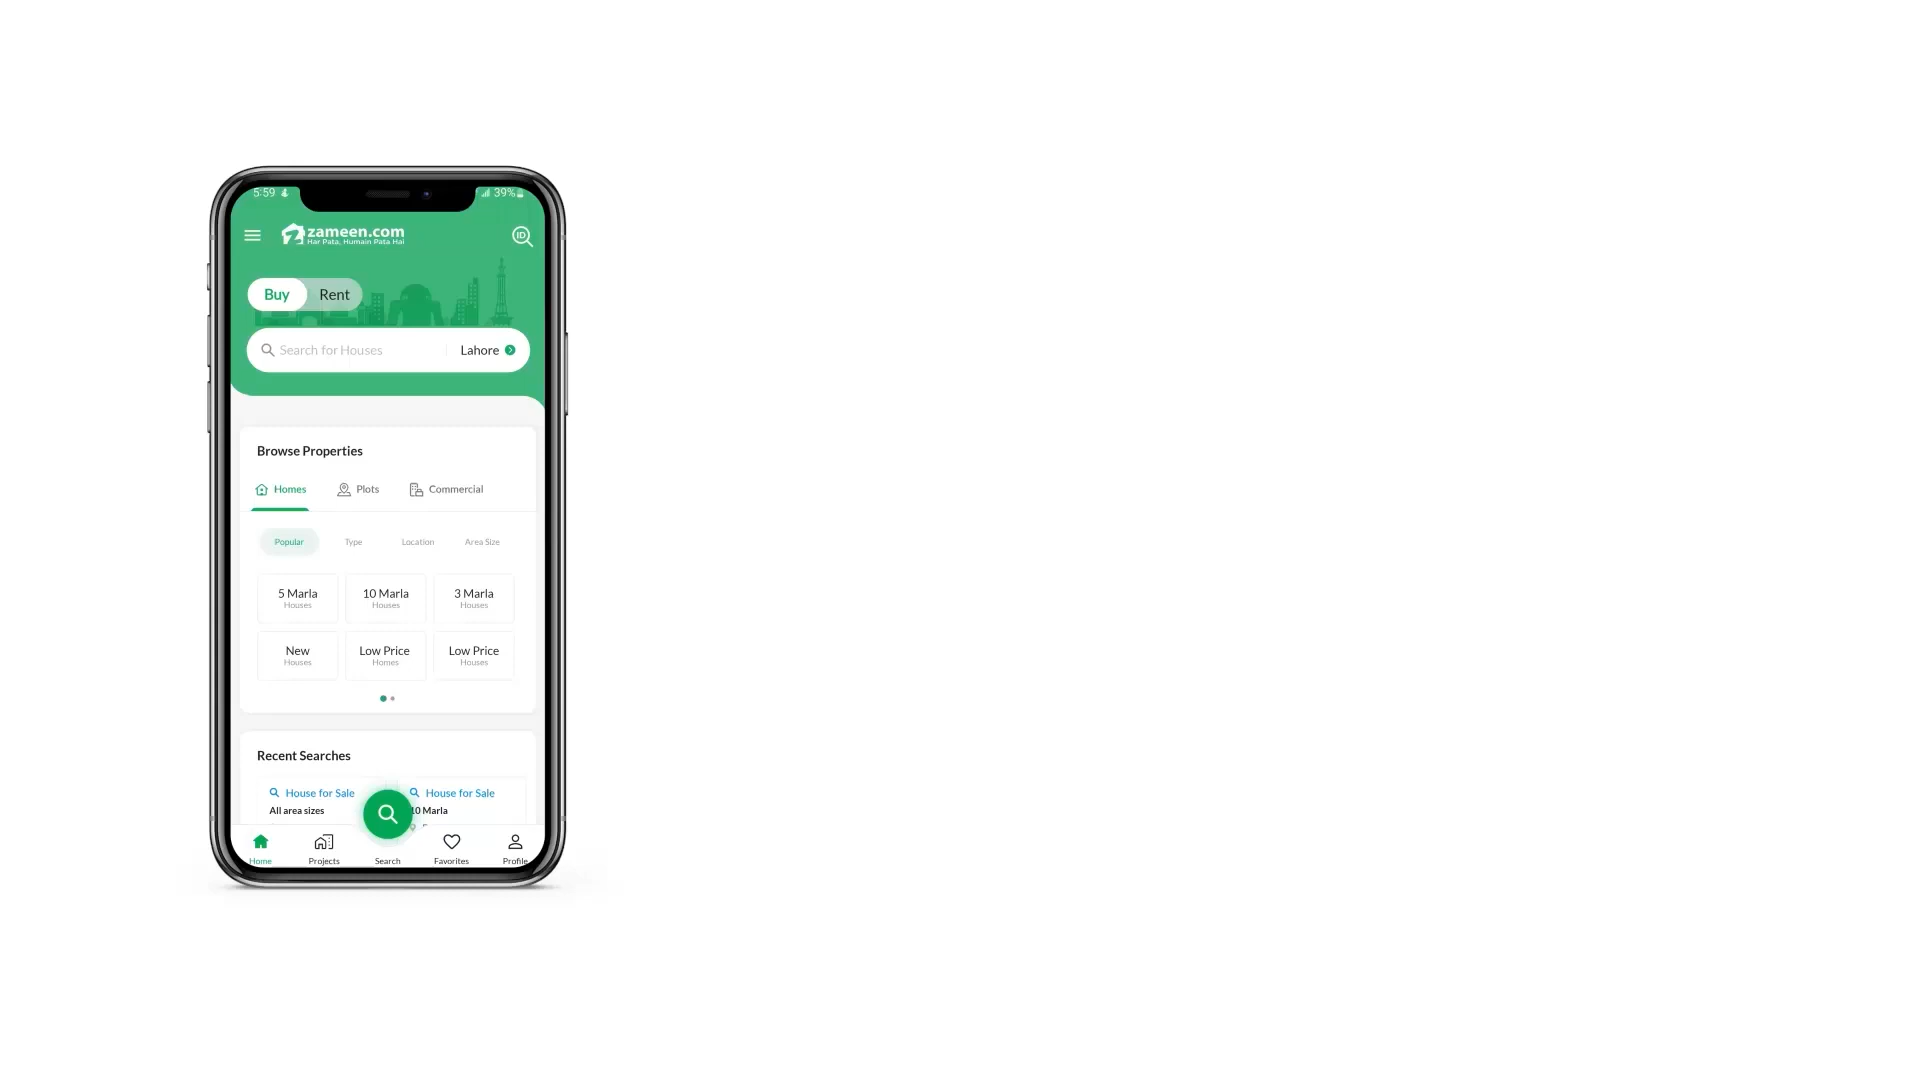 5:59 39%
zameen.com
Har Pata, Humain Pata Hai
ID
Buy Rent
Search for Houses Lahore
Browse Properties
Homes Plots Commercial
Popular Type Location Area Size
5 Marla 10 Marla 3 Marla
Houses Houses Houses
New Low Price Low Price
Houses Homes Houses
Recent Searches
House for Sale House for Sale
All area sizes 10 Marla
Home Projects Search Favorites Profile